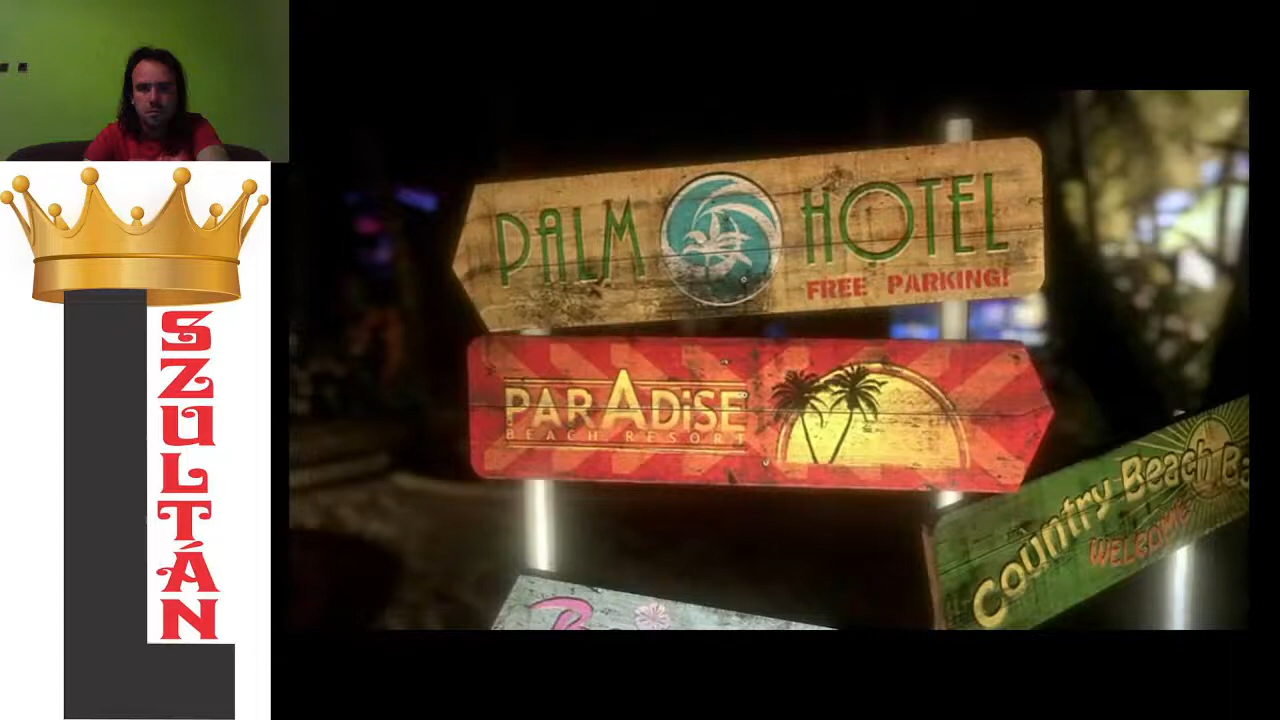 L
SZULTÁN
PALM HOTEL
FREE PARKING!
PARADiSE
BEACH RESORT
Country Beach
WELCOME